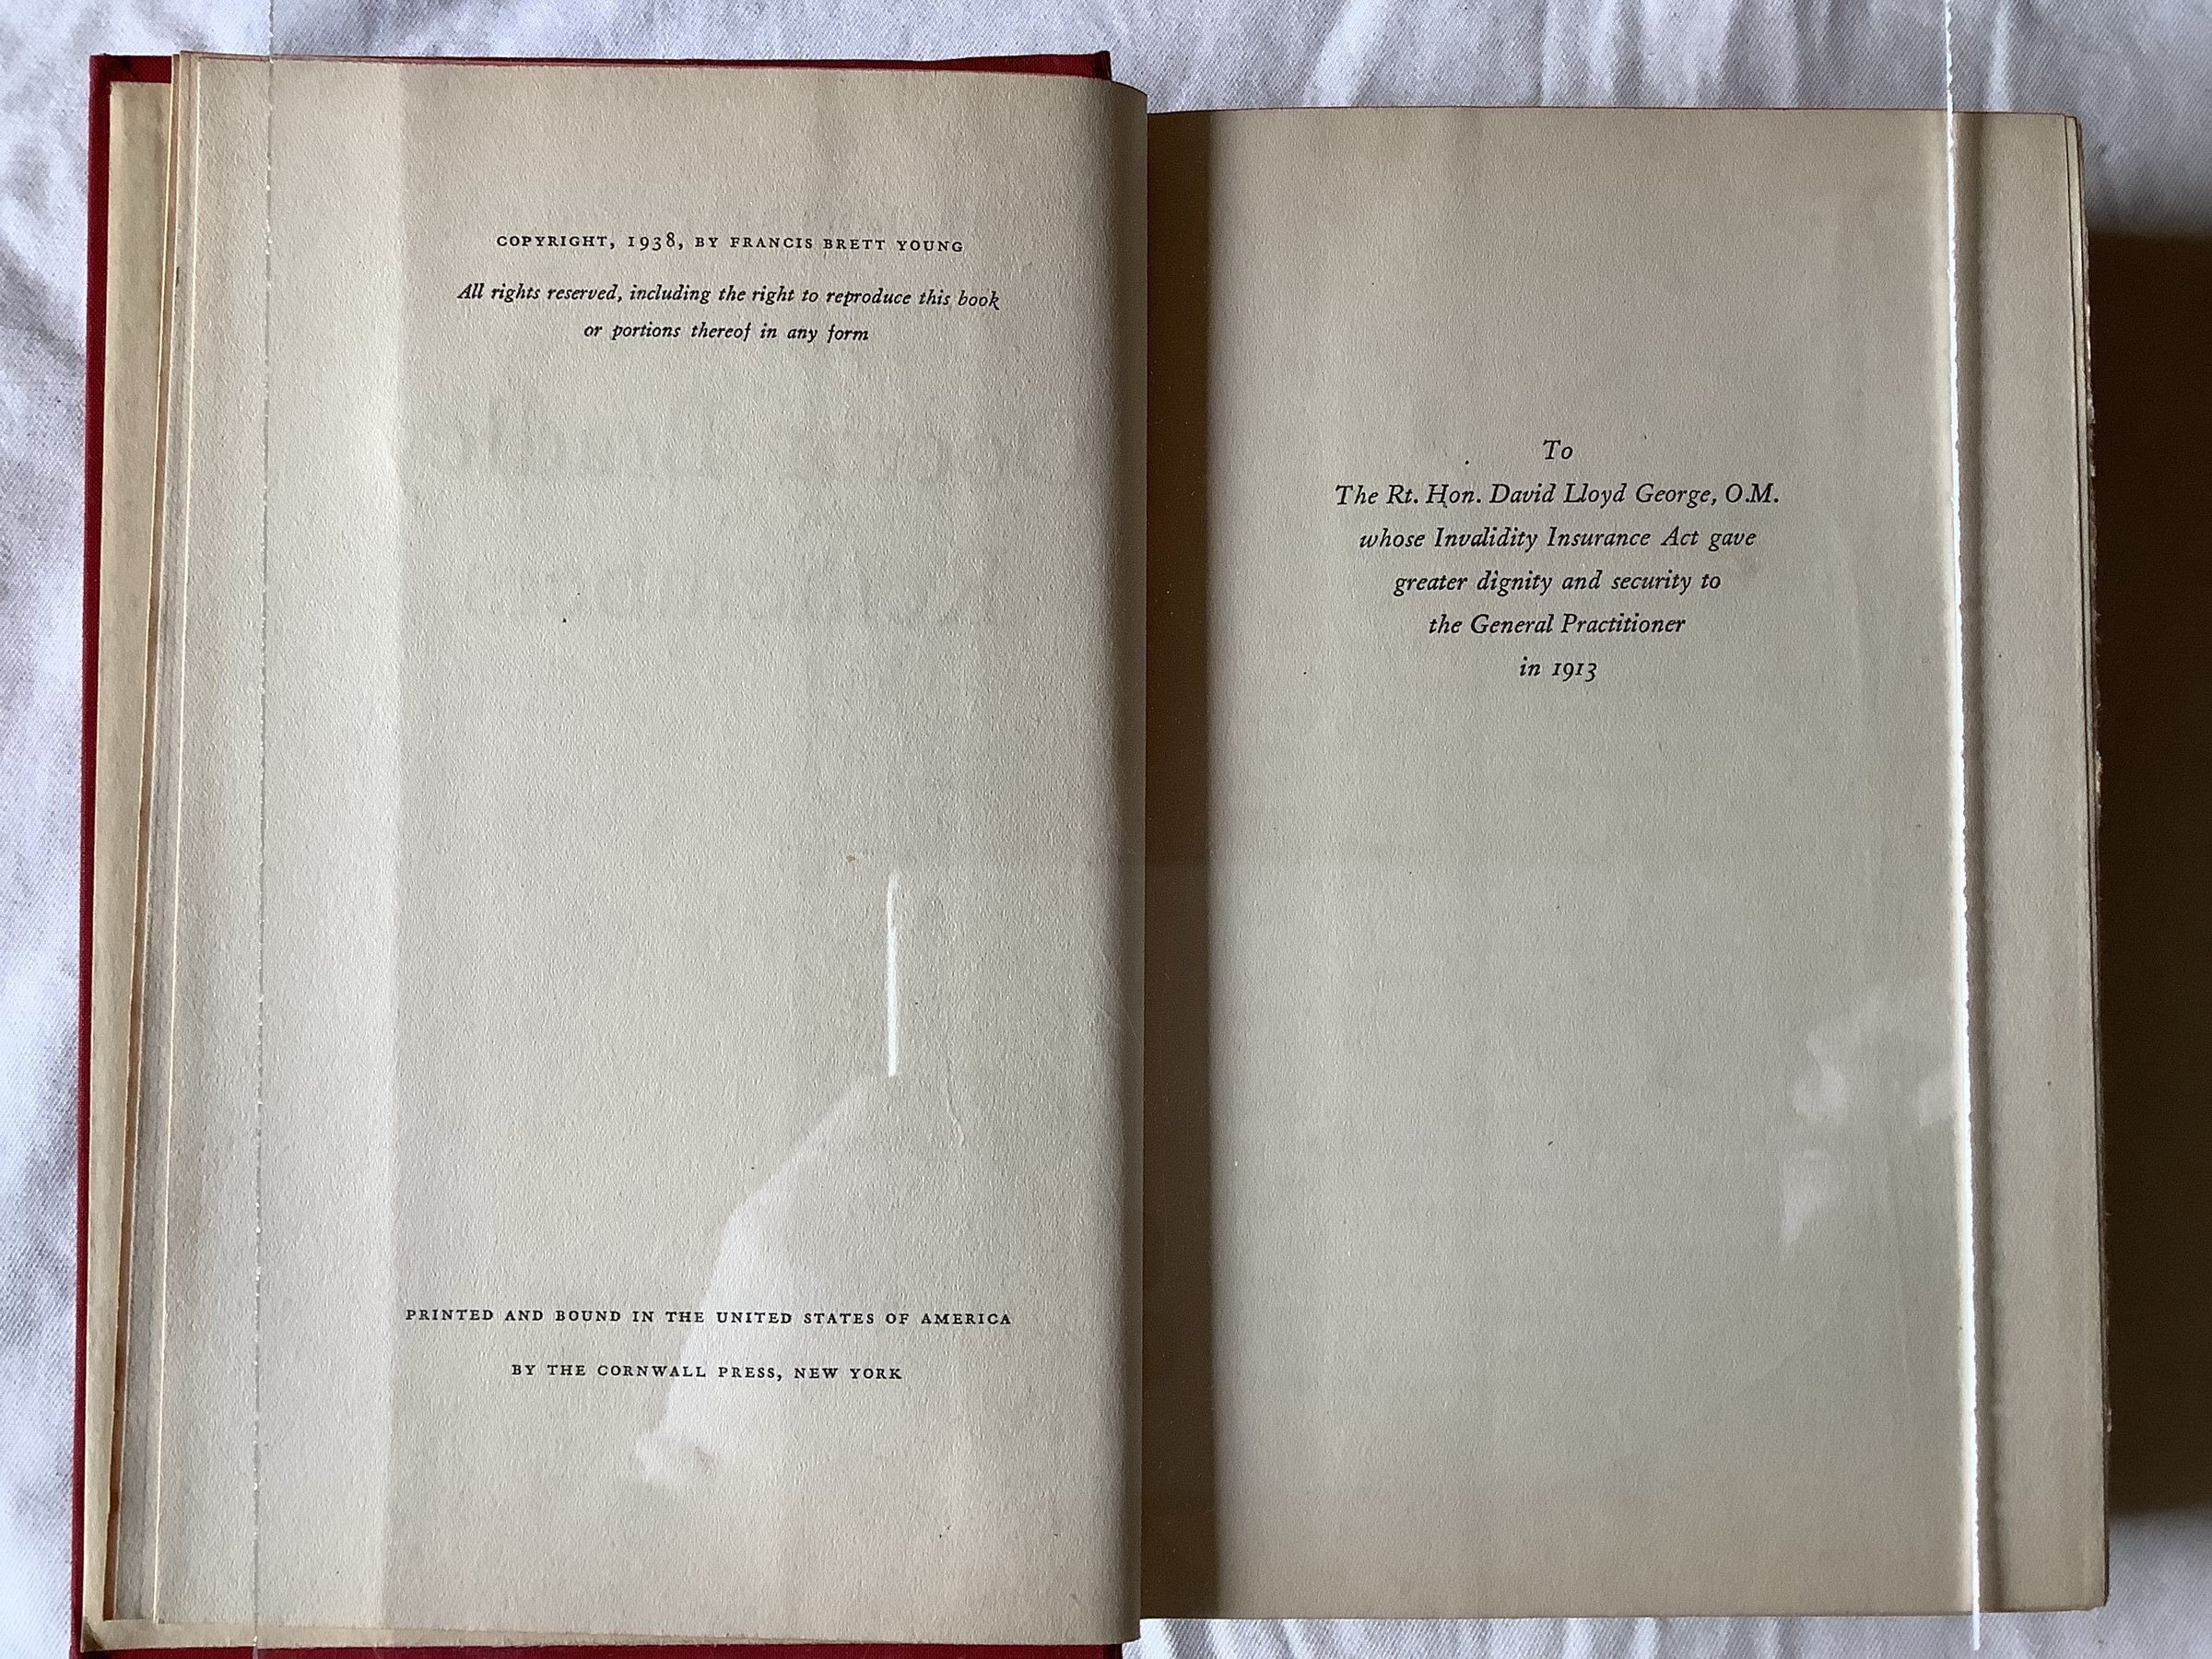 COPYRIGHT, 1938, BY FRANCIS BRETT YOUNG
All rights reserved, including the right to reproduce this book
or portions thereof in any form
PRINTED AND BOUND IN THE UNITED STATES OF AMERICA
BY THE CORNWALL PRESS, NEW YORK
To
The Rt. Hon. David Lloyd George, O.M.
whose Invalidity Insurance Act gave
greater dignity and security to
the General Practitioner
in 1913